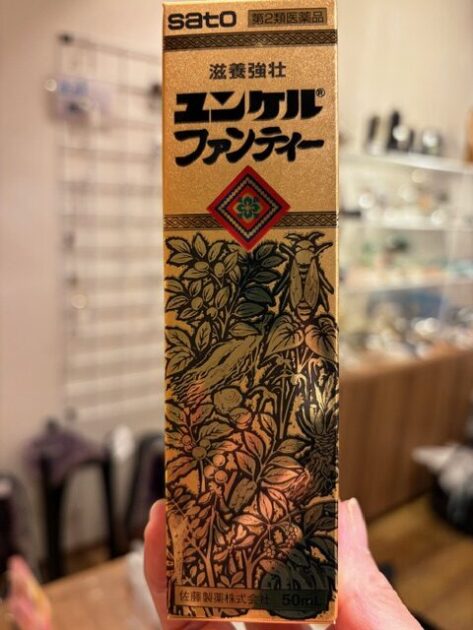 sato 第2類医薬品
滋養強壮
ユンケル®
ファンティー
佐藤製薬株式会社 50mL